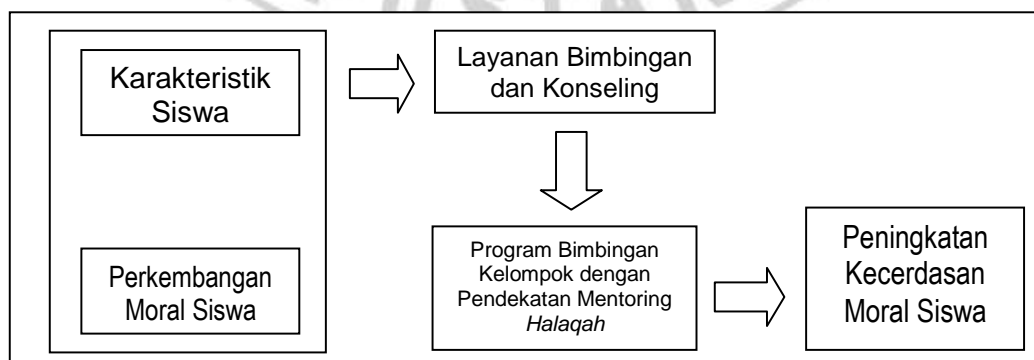 Karakteristik
Siswa
Layanan Bimbingan
dan Konseling
Perkembangan
Moral Siswa
Program Bimbingan
Kelompok dengan
Pendekatan Mentoring
Halaqah
Peningkatan
Kecerdasan
Moral Siswa